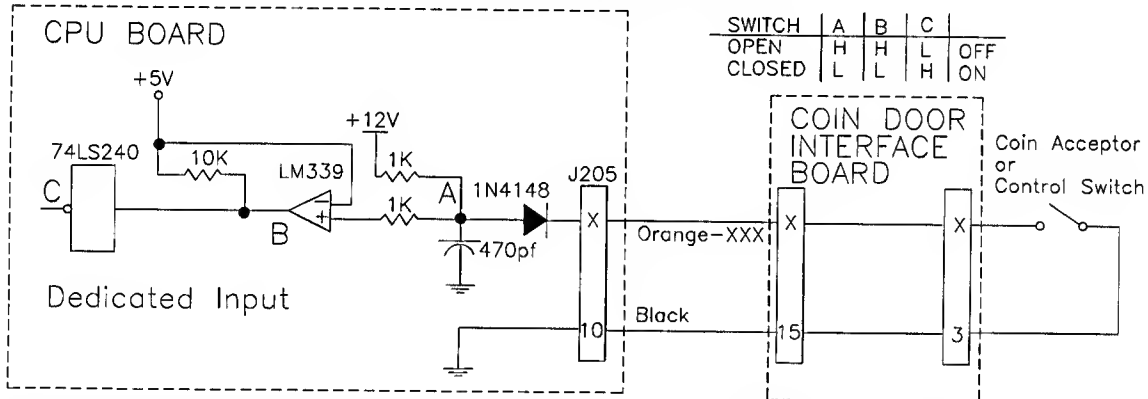 CPU BOARD
+5V
+12V
74LS240
10K
LM339
1K
A
1N4148
J205
C
B
+
-
1K
470pf
X
10
Dedicated Input
SWITCH A B C
OPEN H H L OFF
CLOSED L L H ON
COIN DOOR
INTERFACE
BOARD
Orange-XXX
Black
X
15
X
3
Coin Acceptor
or
Control Switch